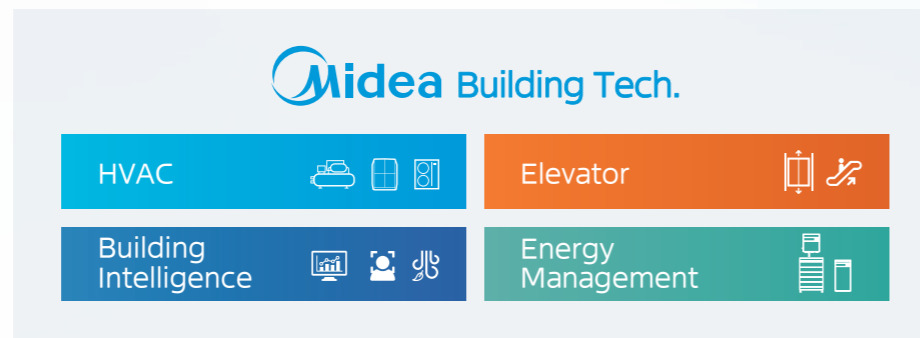 Midea Building Tech.
HVAC
Elevator
Building
Intelligence
Energy
Management